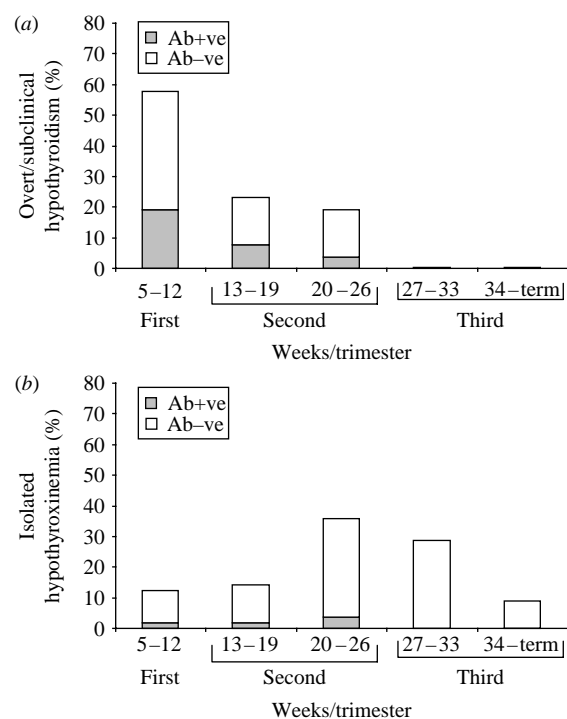 (a)
80
70
60
50
40
30
20
10
0
Overt/subclinical
hypothyroidism (%)
Ab+ve
Ab–ve
5–12 13–19 20–26 27–33 34–term
First Second Third
Weeks/trimester
(b)
80
70
60
50
40
30
20
10
0
Isolated
hypothyroxinemia (%)
Ab+ve
Ab–ve
5–12 13–19 20–26 27–33 34–term
First Second Third
Weeks/trimester